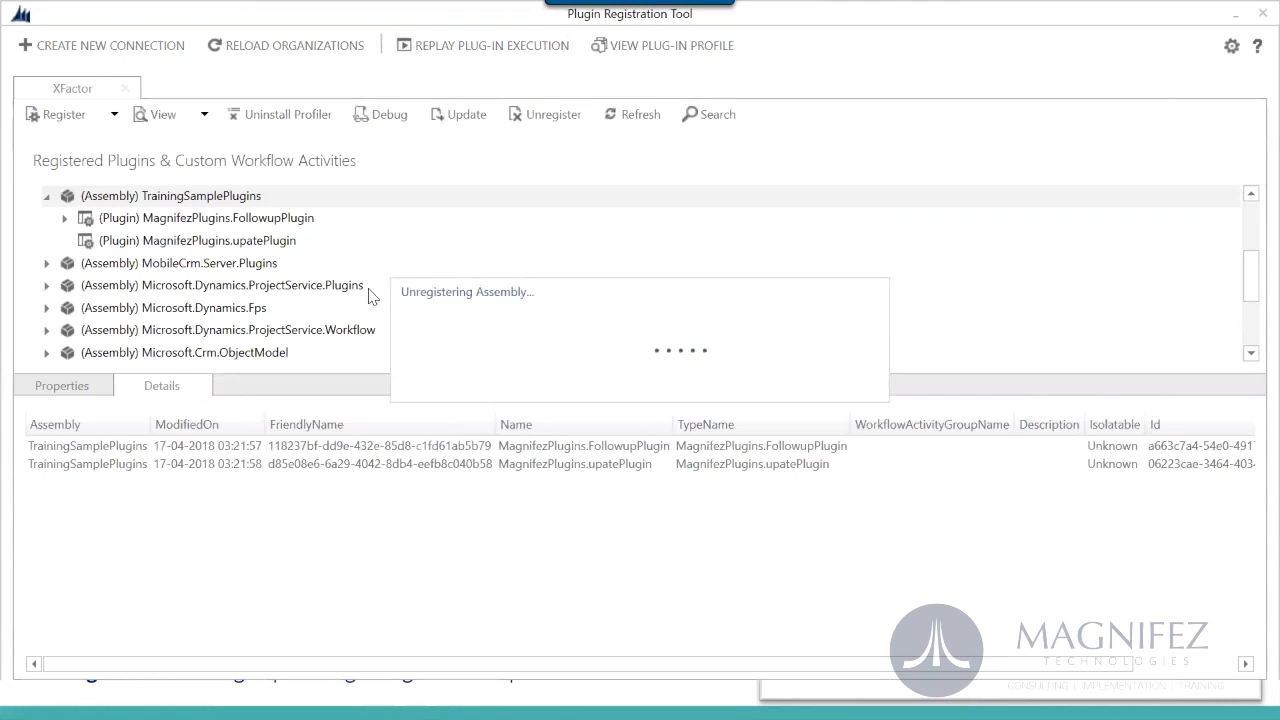 Plugin Registration Tool
CREATE NEW CONNECTION RELOAD ORGANIZATIONS REPLAY PLUG-IN EXECUTION VIEW PLUG-IN PROFILE
XFactor
Register View Uninstall Profiler Debug Update Unregister Refresh Search
Registered Plugins & Custom Workflow Activities
(Assembly) TrainingSamplePlugins
(Plugin) MagnifezPlugins.FollowupPlugin
(Plugin) MagnifezPlugins.upatePlugin
(Assembly) MobileCrm.Server.Plugins
(Assembly) Microsoft.Dynamics.ProjectService.Plugins
Unregistering Assembly...
(Assembly) Microsoft.Dynamics.Fps
(Assembly) Microsoft.Dynamics.ProjectService.Workflow
(Assembly) Microsoft.Crm.ObjectModel
Properties Details
Assembly ModifiedOn FriendlyName Name TypeName WorkflowActivityGroupName Description Isolatable Id
TrainingSamplePlugins 17-04-2018 03:21:57 118237bf-dd9e-432e-85d8-c1fd61ab5b79 MagnifezPlugins.FollowupPlugin MagnifezPlugins.FollowupPlugin Unknown a663c7a4-54e0-491
TrainingSamplePlugins 17-04-2018 03:21:58 d85e08e6-6a29-4042-8db4-eefb8c040b58 MagnifezPlugins.upatePlugin MagnifezPlugins.upatePlugin Unknown 06223cae-3464-403
MAGNIFEZ
TECHNOLOGIES
CONSULTING | IMPLEMENTATION | TRAINING